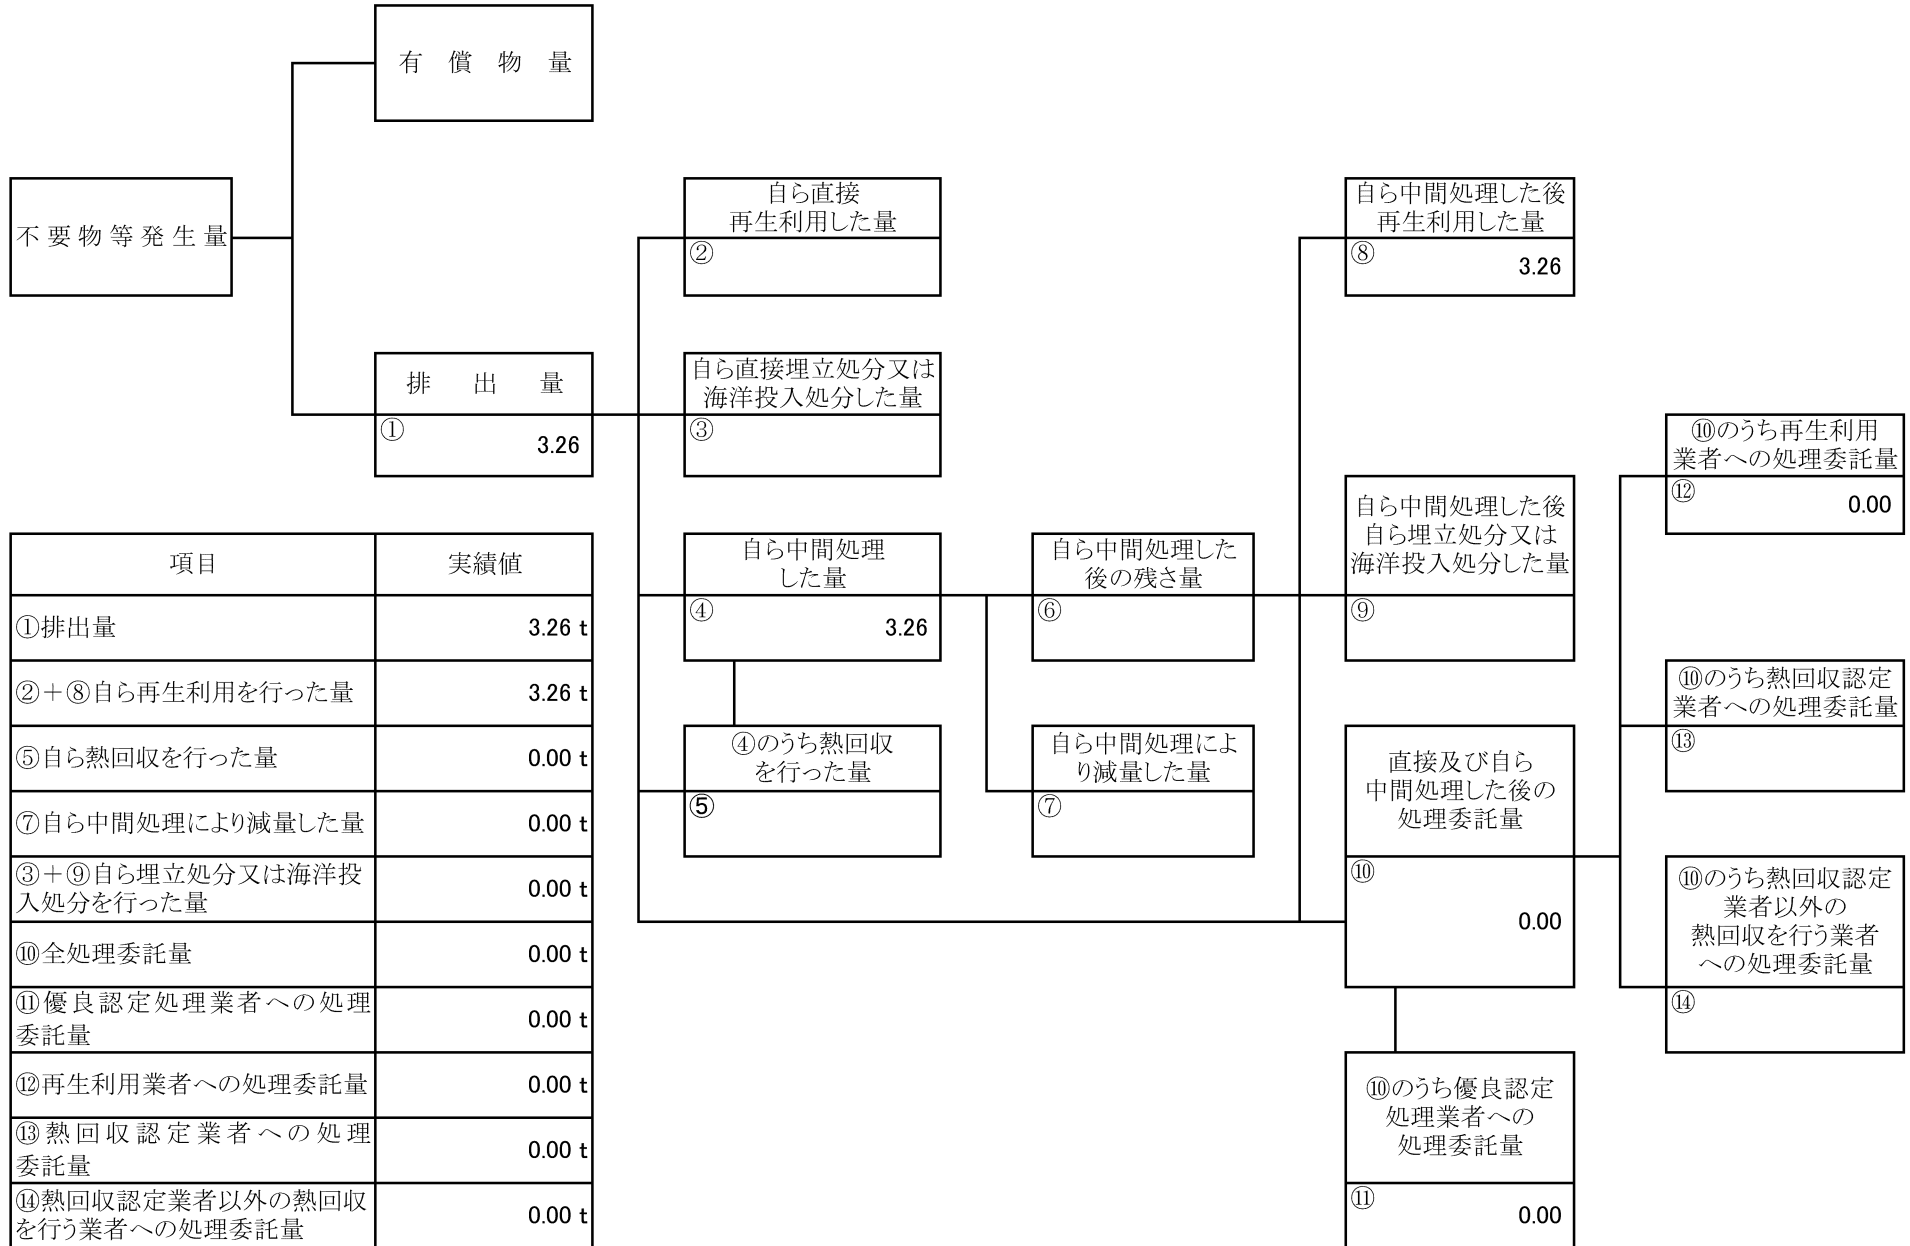 有償物量
不要物等発生量
自ら直接
再生利用した量
②
自ら中間処理した後
再生利用した量
⑧
3.26
排出量
①
3.26
自ら直接埋立処分又は
海洋投入処分した量
③
⑩のうち再生利用
業者への処理委託量
⑫
0.00
自ら中間処理
した量
④
3.26
自ら中間処理した
後の残さ量
⑥
自ら中間処理した後
自ら埋立処分又は
海洋投入処分した量
⑨
⑩のうち熱回収認定
業者への処理委託量
⑬
④のうち熱回収
を行った量
⑤
自ら中間処理によ
り減量した量
⑦
直接及び自ら
中間処理した後の
処理委託量
⑩
0.00
⑩のうち熱回収認定
業者以外の
熱回収を行う業者
への処理委託量
⑭
⑩のうち優良認定
処理業者への
処理委託量
⑪
0.00
項目 実績値
①排出量 3.26 t
②＋⑧自ら再生利用を行った量 3.26 t
⑤自ら熱回収を行った量 0.00 t
⑦自ら中間処理により減量した量 0.00 t
③＋⑨自ら埋立処分又は海洋投
入処分を行った量 0.00 t
⑩全処理委託量 0.00 t
⑪優良認定処理業者への処理
委託量 0.00 t
⑫再生利用業者への処理委託量 0.00 t
⑬熱回収認定業者への処理
委託量 0.00 t
⑭熱回収認定業者以外の熱回収
を行う業者への処理委託量 0.00 t